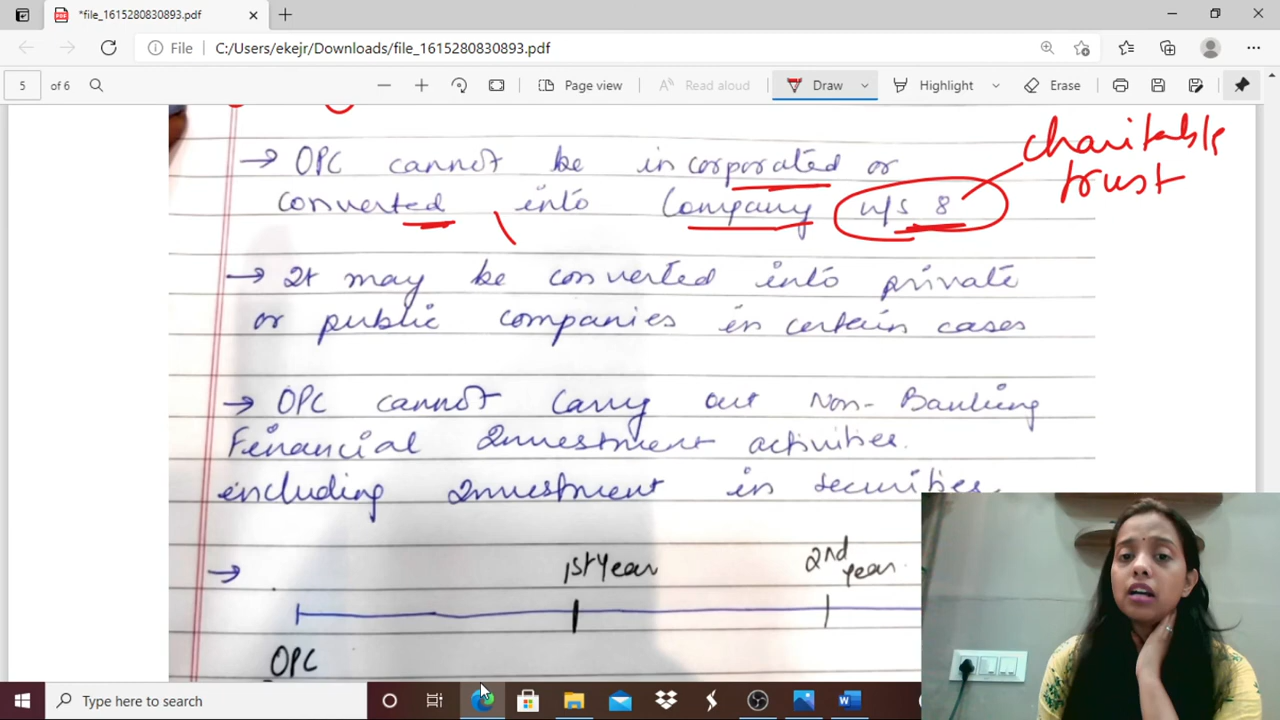 *file_1615280830893.pdf
File C:/Users/ekejr/Downloads/file_1615280830893.pdf
5 of 6 Page view Read aloud Draw Highlight Erase
charitable
trust
→ OPC cannot be incorporated or
converted into Company u/s 8
→ It may be converted into private
or public companies in certain cases
→ OPC cannot carry out Non-Banking
Financial Investment activities.
including investment in securities.
→ 1st Year 2nd year
OPC
Type here to search